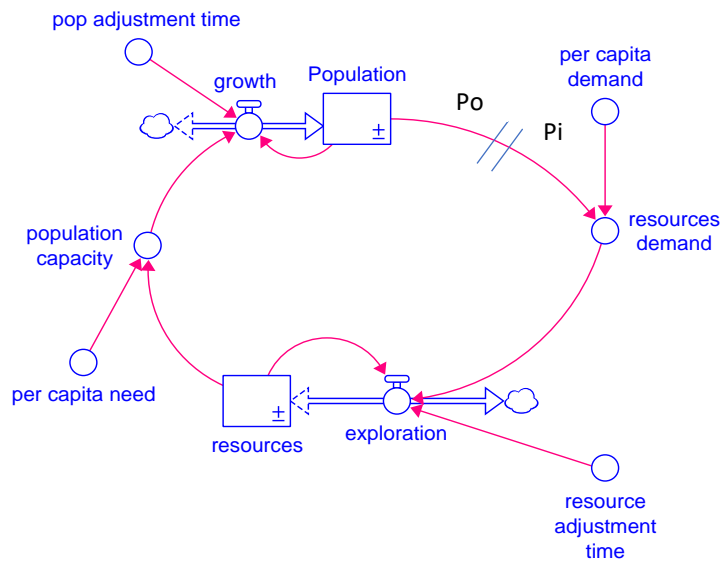 pop adjustment time
growth
Population
per capita
demand
Po
Pi
population
capacity
resources
demand
per capita need
±
±
resources
exploration
resource
adjustment
time